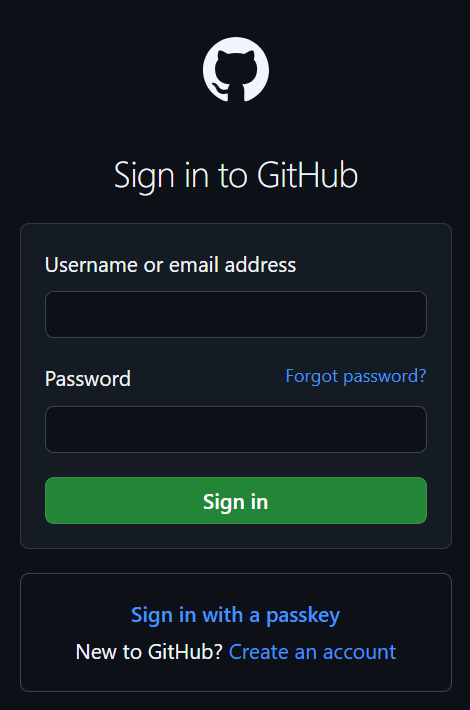 Sign in to GitHub
Username or email address
Password
Forgot password?
Sign in
Sign in with a passkey
New to GitHub? Create an account